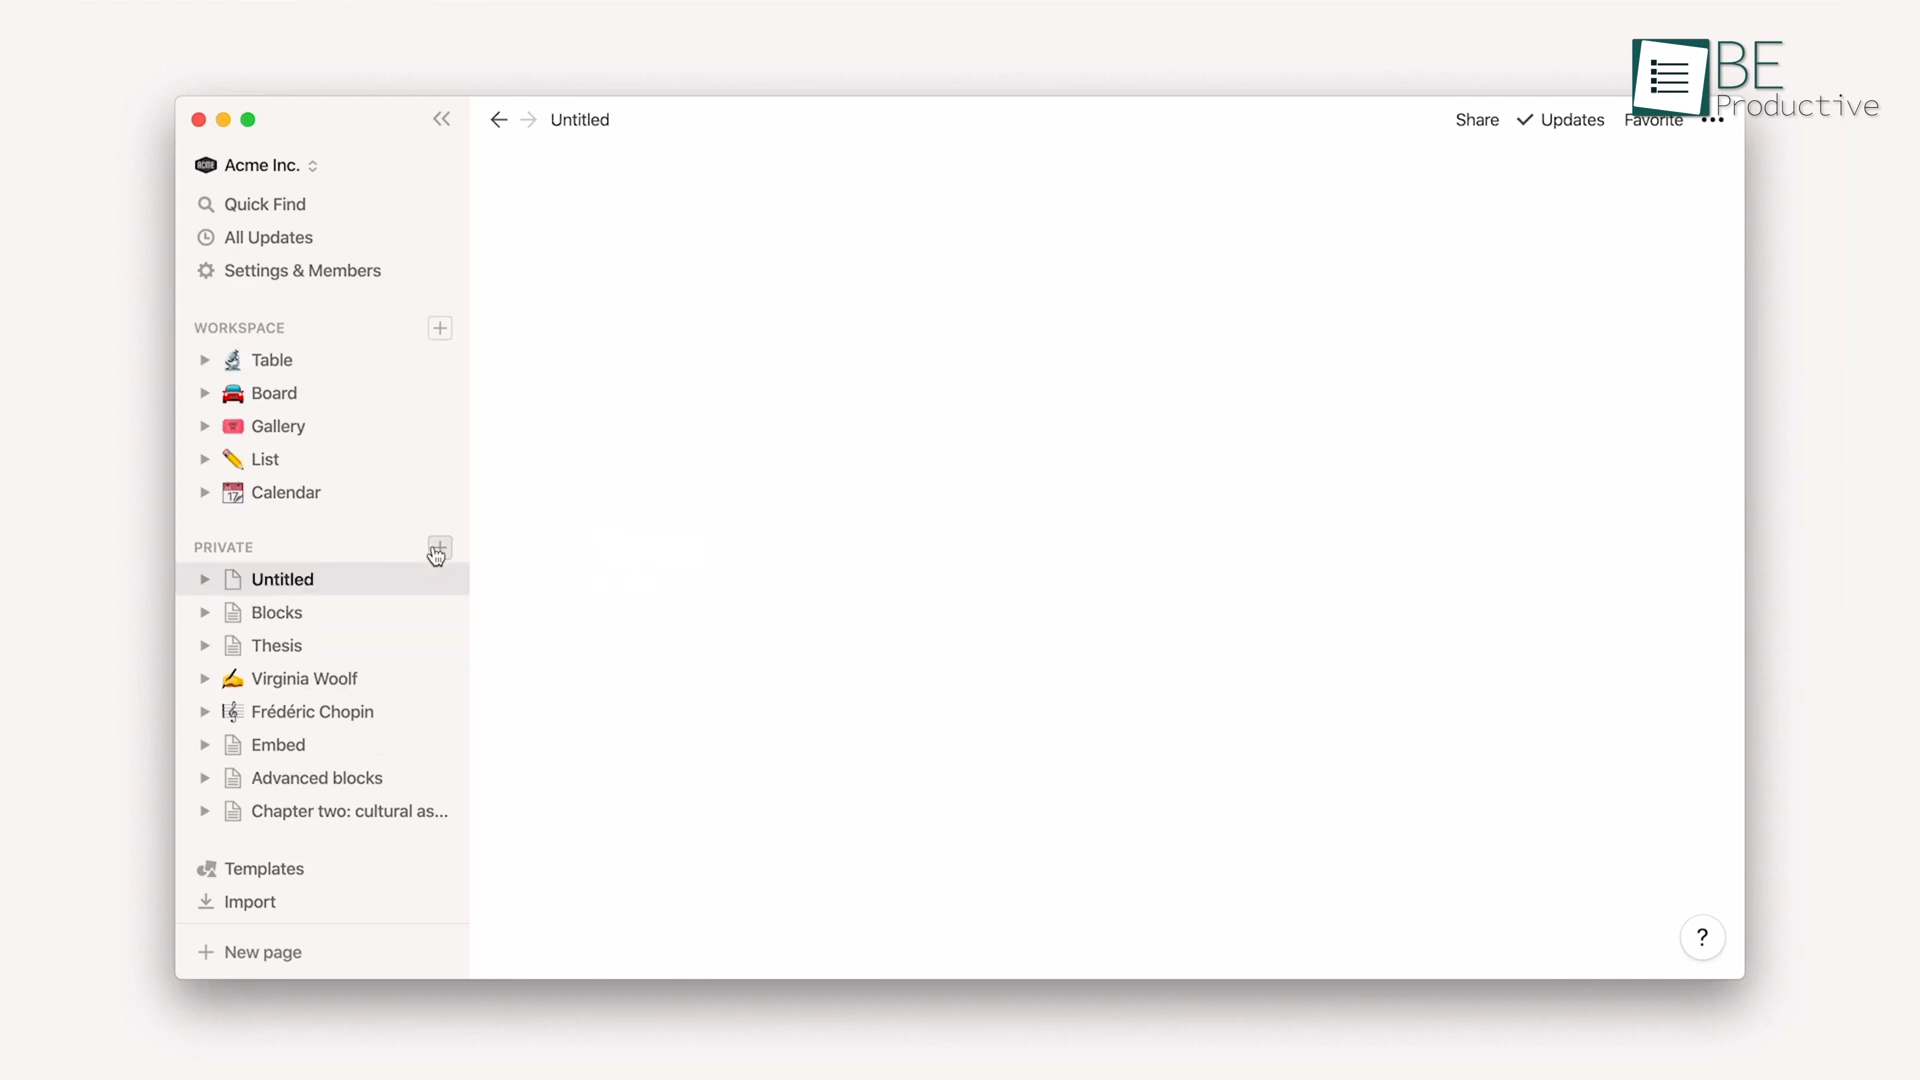 BE
Productive
Untitled
Share
Updates
Favorite
ACME
Acme Inc.
Quick Find
All Updates
Settings & Members
WORKSPACE
Table
Board
Gallery
List
17
Calendar
PRIVATE
Untitled
Blocks
Thesis
Virginia Woolf
Frédéric Chopin
Embed
Advanced blocks
Chapter two: cultural as...
Templates
Import
New page
?